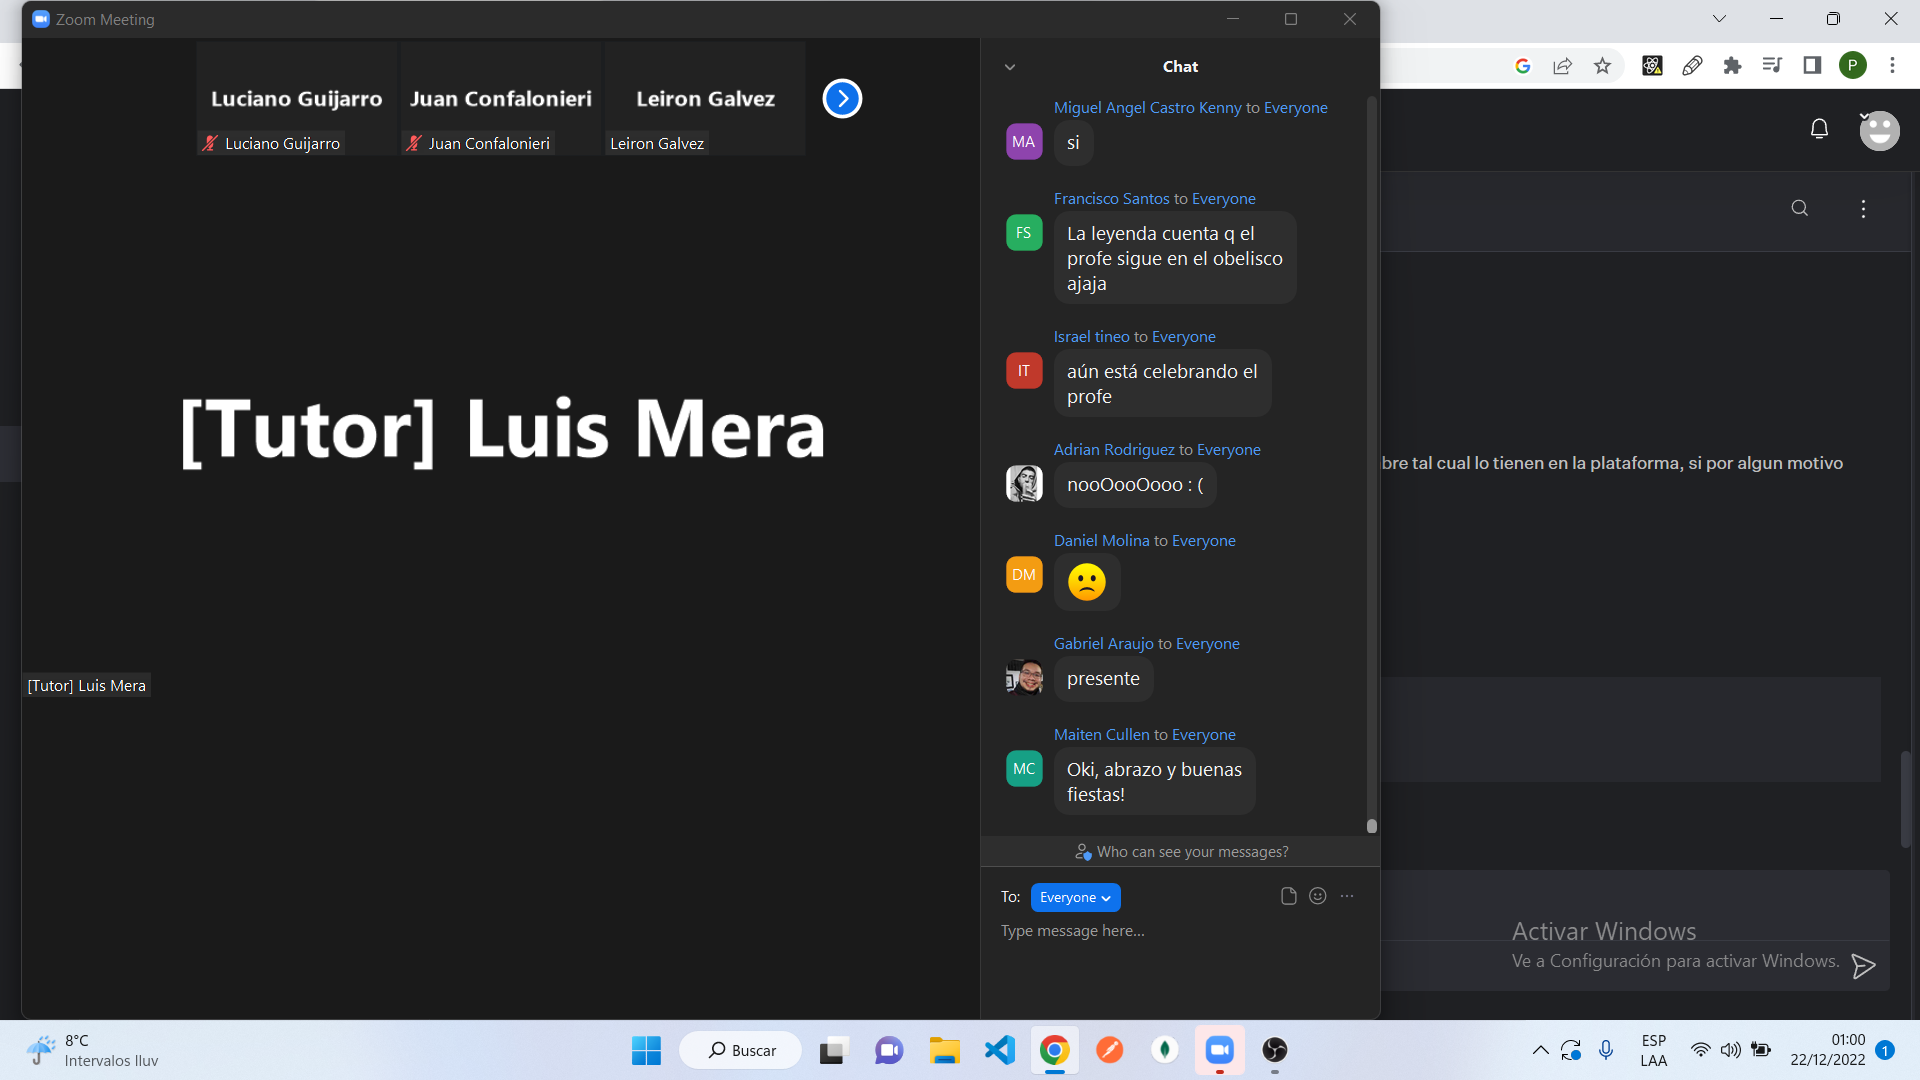 Zoom Meeting
Luciano Guijarro
Juan Confalonieri
Leiron Galvez
Luciano Guijarro
Juan Confalonieri
Leiron Galvez
[Tutor] Luis Mera
[Tutor] Luis Mera
Chat
Miguel Angel Castro Kenny to Everyone
MA
si
Francisco Santos to Everyone
FS
La leyenda cuenta q el
profe sigue en el obelisco
ajaja
Israel tineo to Everyone
IT
aún está celebrando el
profe
Adrian Rodriguez to Everyone
nooOooOooo : (
Daniel Molina to Everyone
DM
Gabriel Araujo to Everyone
presente
Maiten Cullen to Everyone
MC
Oki, abrazo y buenas
fiestas!
Who can see your messages?
To: Everyone
Type message here...
P
bre tal cual lo tienen en la plataforma, si por algun motivo
Activar Windows
Ve a Configuración para activar Windows.
8°C
Intervalos lluv
Buscar
ESP
LAA
01:00
22/12/2022
1